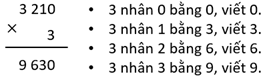 3 210
×
3
9 630
• 3 nhân 0 bằng 0, viết 0.
• 3 nhân 1 bằng 3, viết 3.
• 3 nhân 2 bằng 6, viết 6.
• 3 nhân 3 bằng 9, viết 9.